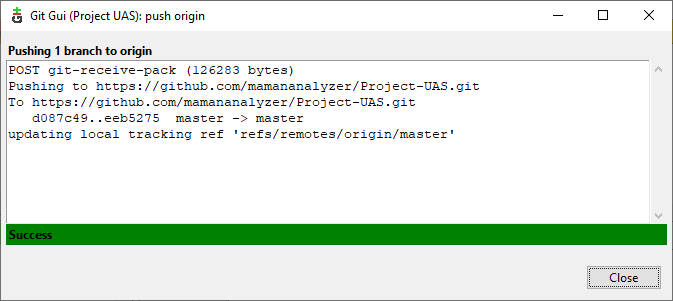 Git Gui (Project UAS): push origin
Pushing 1 branch to origin
POST git-receive-pack (126283 bytes)
Pushing to https://github.com/mamananalyzer/Project-UAS.git
To https://github.com/mamananalyzer/Project-UAS.git
   d087c49..eeb5275  master -> master
updating local tracking ref 'refs/remotes/origin/master'
Success
Close